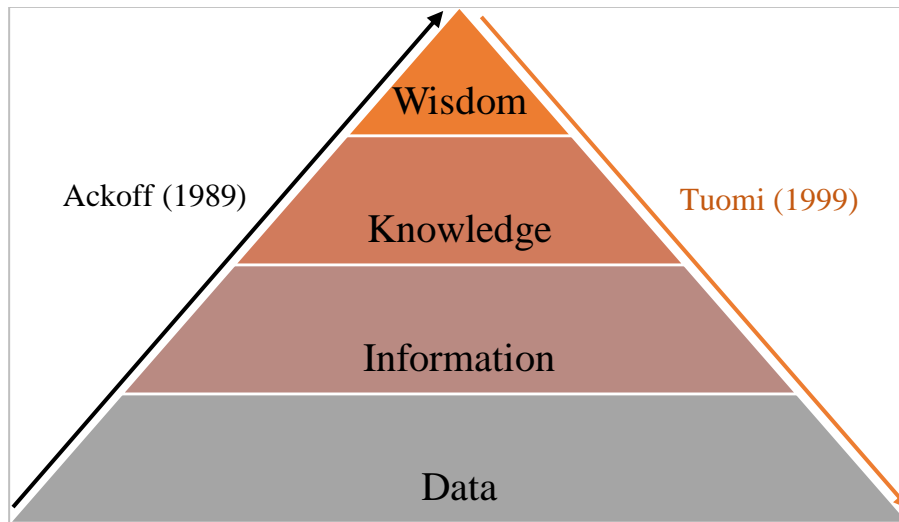 Wisdom
Ackoff (1989)
Tuomi (1999)
Knowledge
Information
Data